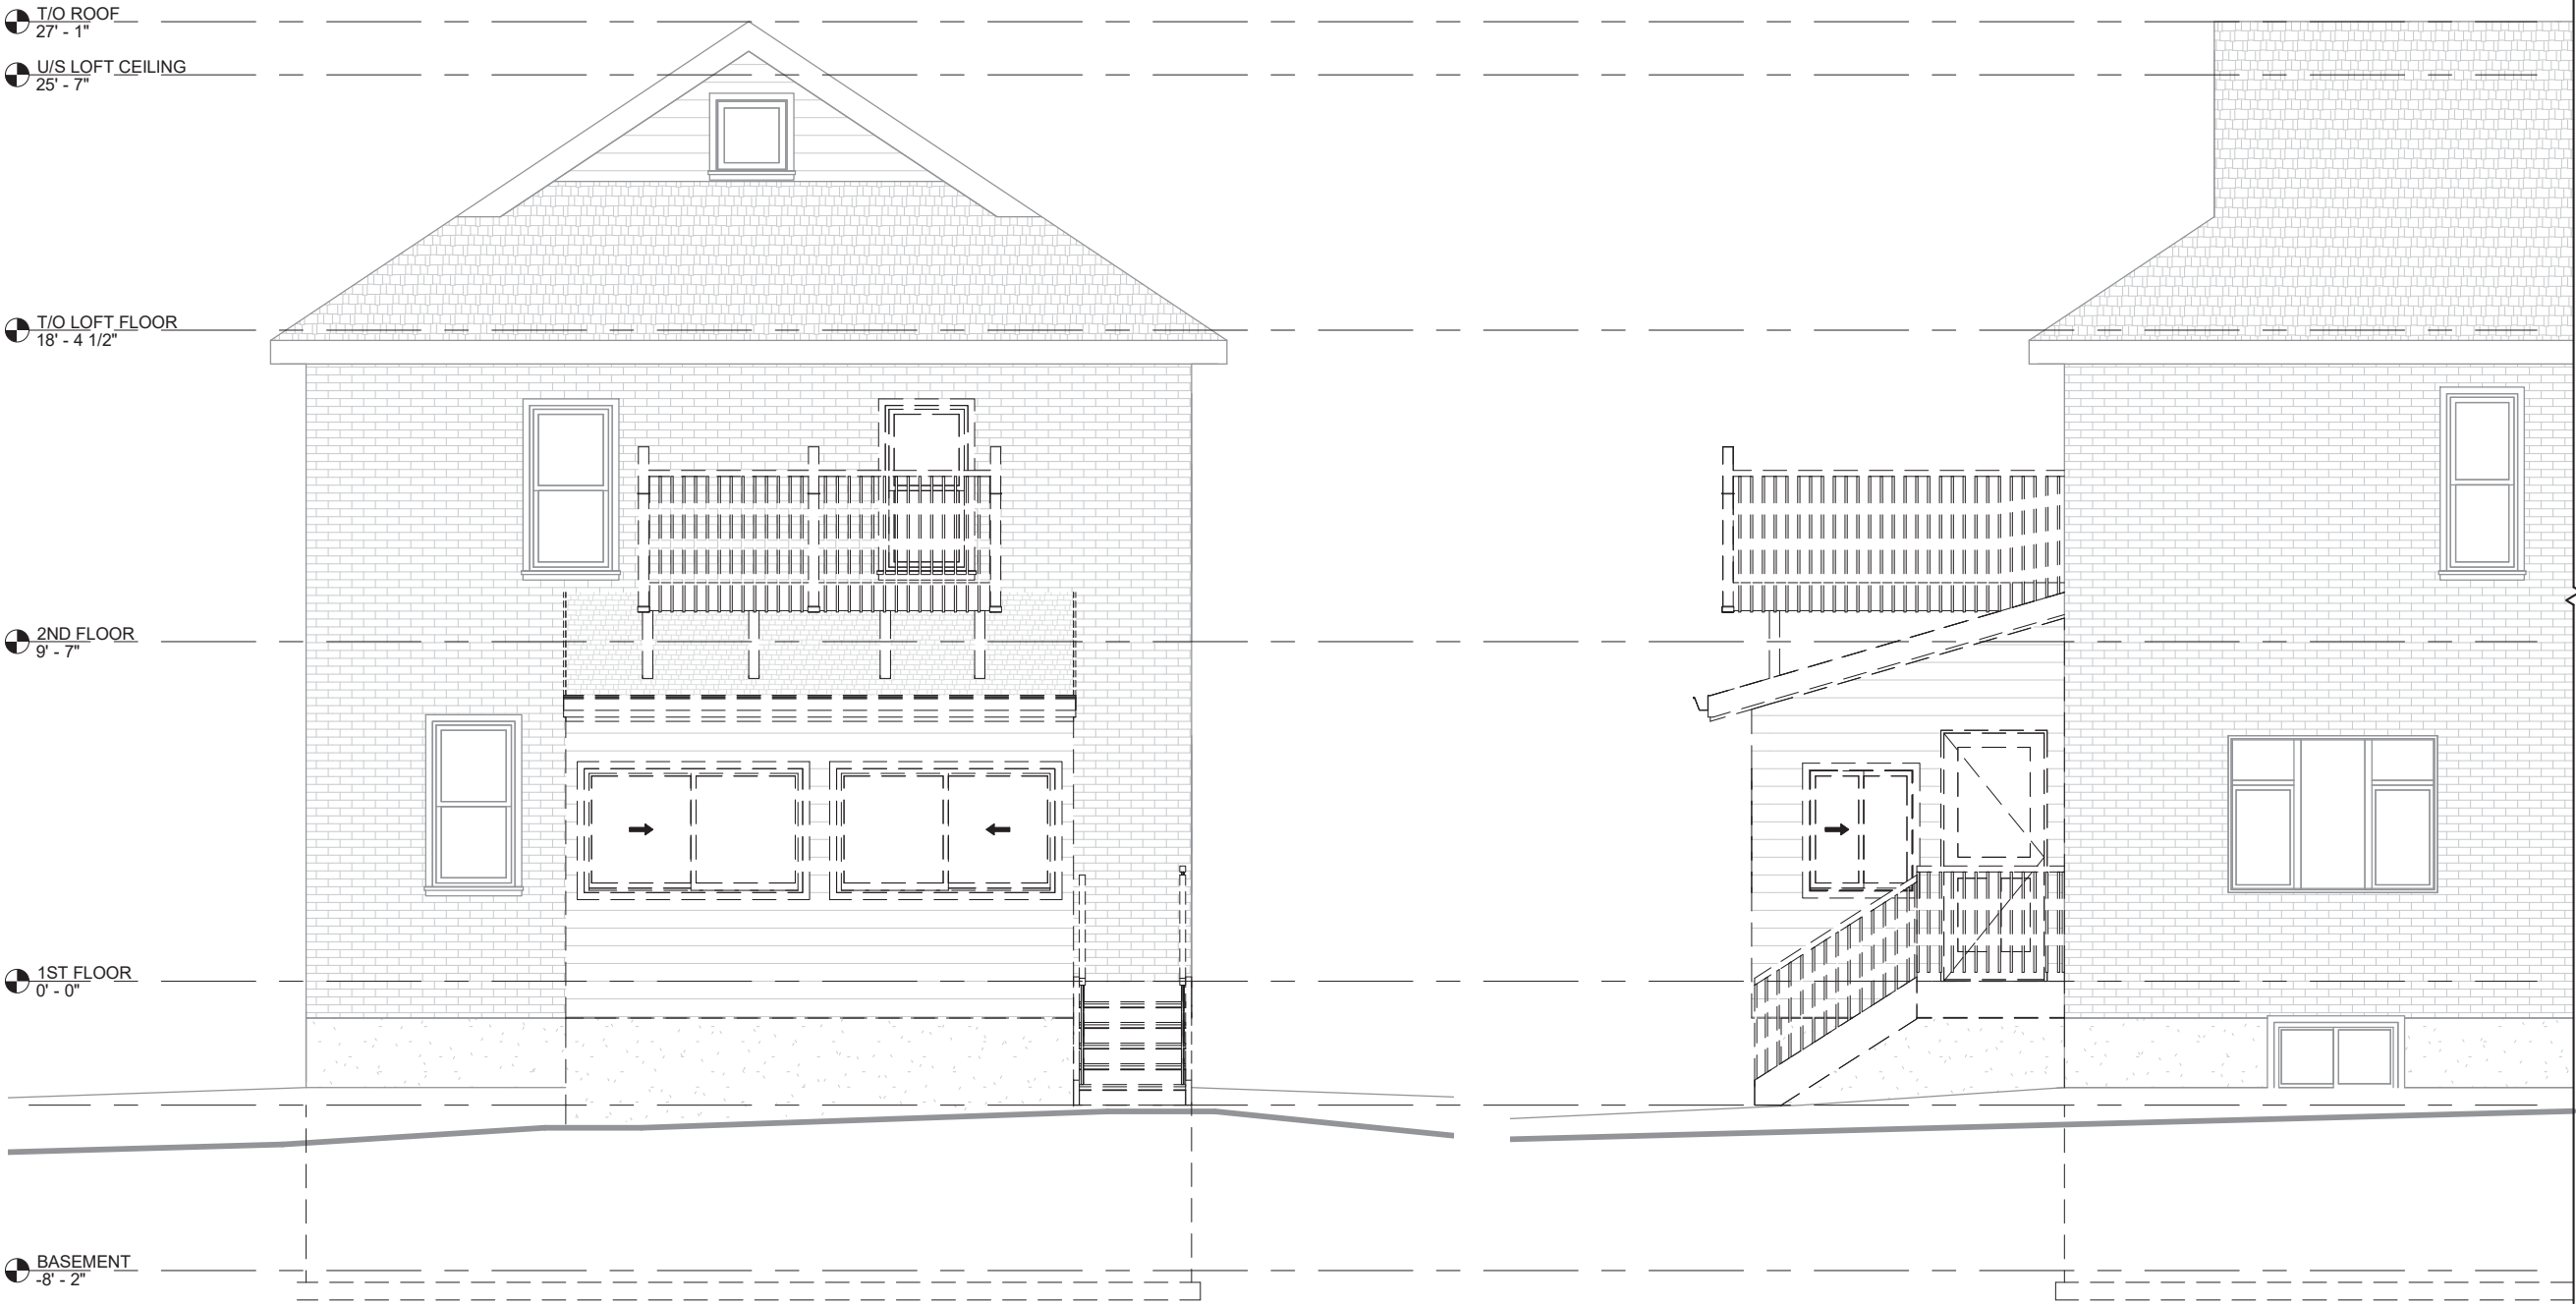 T/O ROOF
27' - 1"
U/S LOFT CEILING
25' - 7"
T/O LOFT FLOOR
18' - 4 1/2"
2ND FLOOR
9' - 7"
1ST FLOOR
0' - 0"
BASEMENT
-8' - 2"